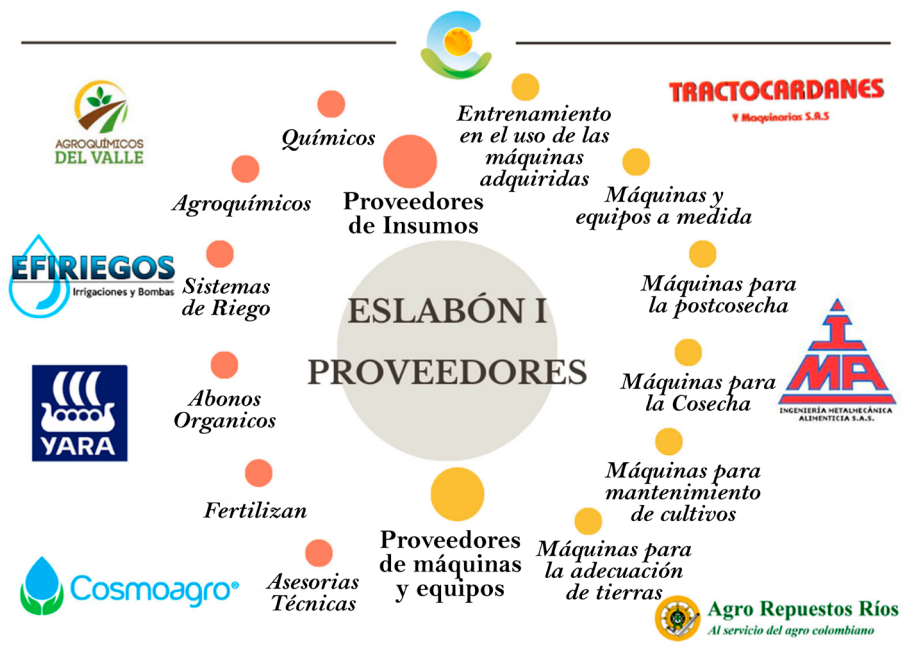 AGROQUÍMICOS
DEL VALLE
Químicos
Agroquímicos
Proveedores
de Insumos
Entrenamiento
en el uso de las
máquinas
adquiridas
TRACTOCARDANES
Y Maquinarias S.A.S
Máquinas y
equipos a medida
EFIRIEGOS
Irrigaciones y Bombas
Sistemas
de Riego
ESLABÓN I
PROVEEDORES
Máquinas para
la postcosecha
YARA
Abonos
Organicos
Máquinas para
la Cosecha
IMA
INGENIERÍA METALMECÁNICA
ALIMENTICIA S.A.S.
Fertilizan
Máquinas para
mantenimiento
de cultivos
Cosmoagro®
Asesorias
Técnicas
Proveedores
de máquinas
y equipos
Máquinas para
la adecuación
de tierras
Agro Repuestos Ríos
Al servicio del agro colombiano